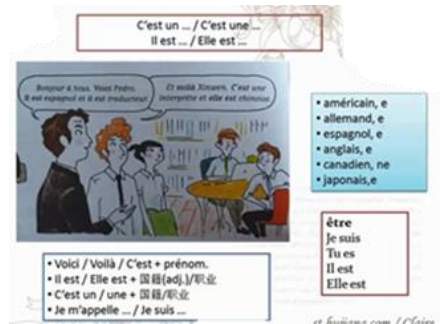 C'est un ... / C'est une ...
Il est ... / Elle est ...
Bonjour à tous. Voici Pedro.
Il est espagnol et il est traducteur.
Et voilà Xinwen. C'est une
interprète et elle est chinoise.
• américain, e
• allemand, e
• espagnol, e
• anglais, e
• canadien, ne
• japonais,e
être
Je suis
Tu es
Il est
Elle est
• Voici / Voilà / C'est + prénom.
• Il est / Elle est + 国籍(adj.)/职业
• C'est un / une + 国籍/职业
• Je m'appelle ... / Je suis ...